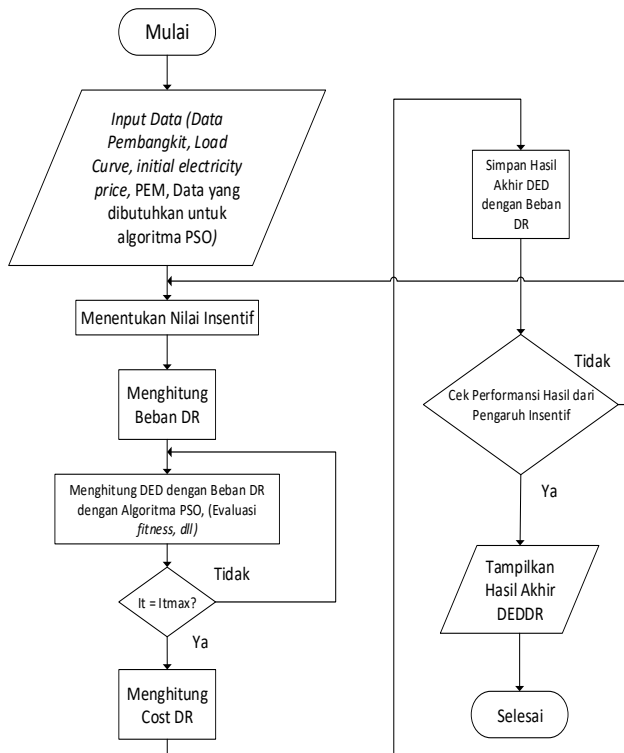 Mulai
Input Data (Data
Pembangkit, Load
Curve, initial electricity
price, PEM, Data yang
dibutuhkan untuk
algoritma PSO)
Menentukan Nilai Insentif
Menghitung
Beban DR
Menghitung DED dengan Beban DR
dengan Algoritma PSO, (Evaluasi
fitness, dll)
Tidak
It = Itmax?
Ya
Menghitung
Cost DR
Simpan Hasil
Akhir DED
dengan Beban
DR
Tidak
Cek Performansi Hasil dari
Pengaruh Insentif
Ya
Tampilkan
Hasil Akhir
DEDDR
Selesai